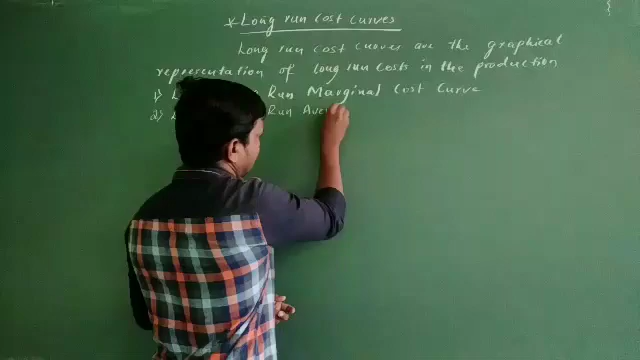 * Long run cost curves
Long run cost curves are the graphical
representation of long run costs in the production
1) Run Marginal Cost Curve
2) Run Ave